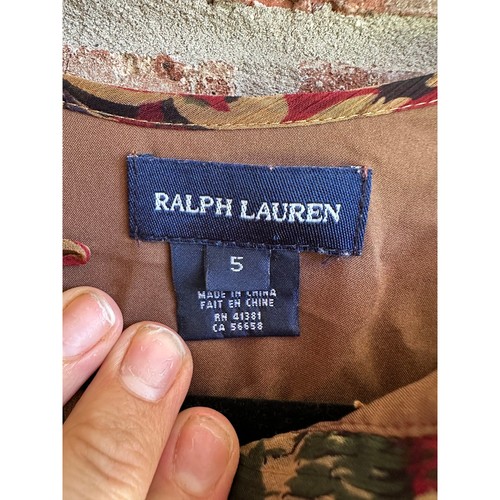 RALPH LAUREN
5
MADE IN CHINA
FAIT EN CHINE
RN 41381
CA 56658